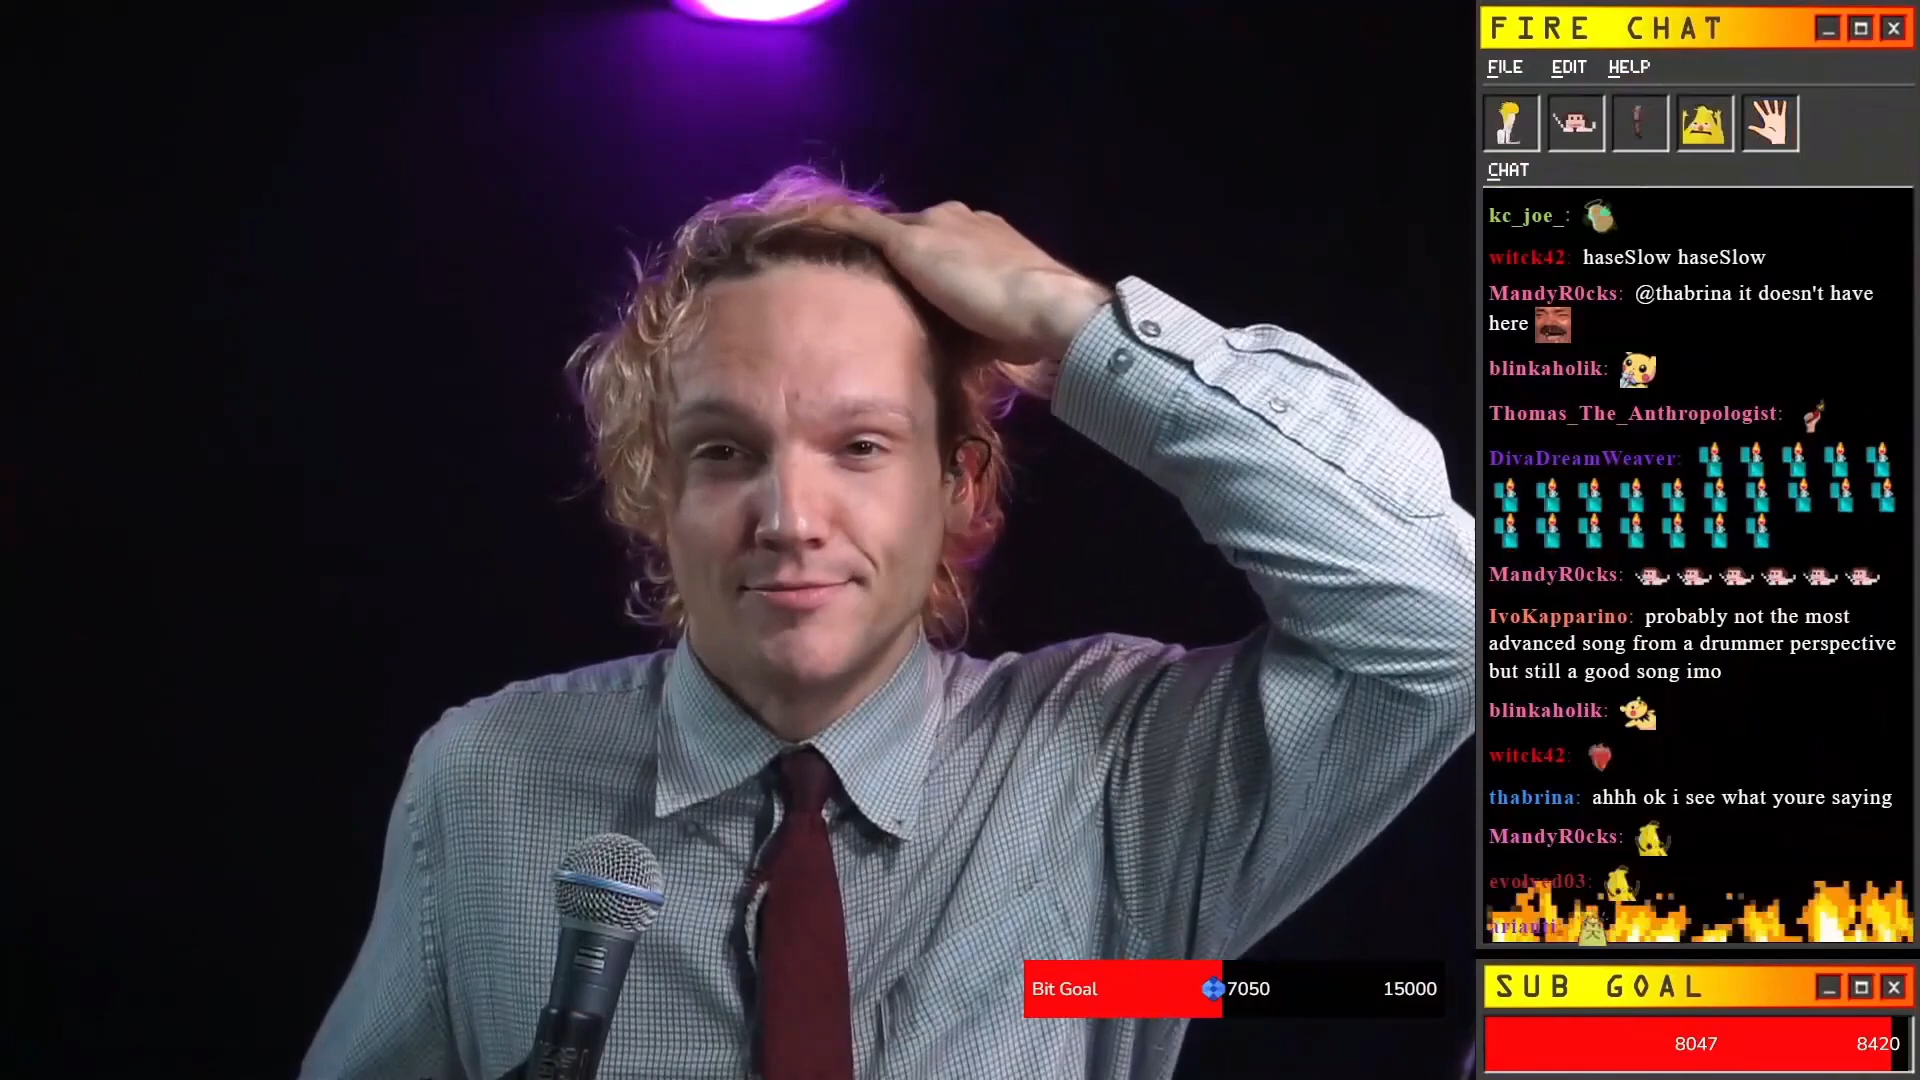 FIRE CHAT
FILE EDIT HELP
CHAT
kc_joe_:
witck42: haseSlow haseSlow
MandyR0cks: @thabrina it doesn't have
here
blinkaholik:
Thomas_The_Anthropologist:
DivaDreamWeaver:
MandyR0cks:
IvoKapparino: probably not the most
advanced song from a drummer perspective
but still a good song imo
blinkaholik:
witck42:
thabrina: ahhh ok i see what youre saying
MandyR0cks:
evolved03:
Bit Goal 7050 15000
SUB GOAL
8047 8420